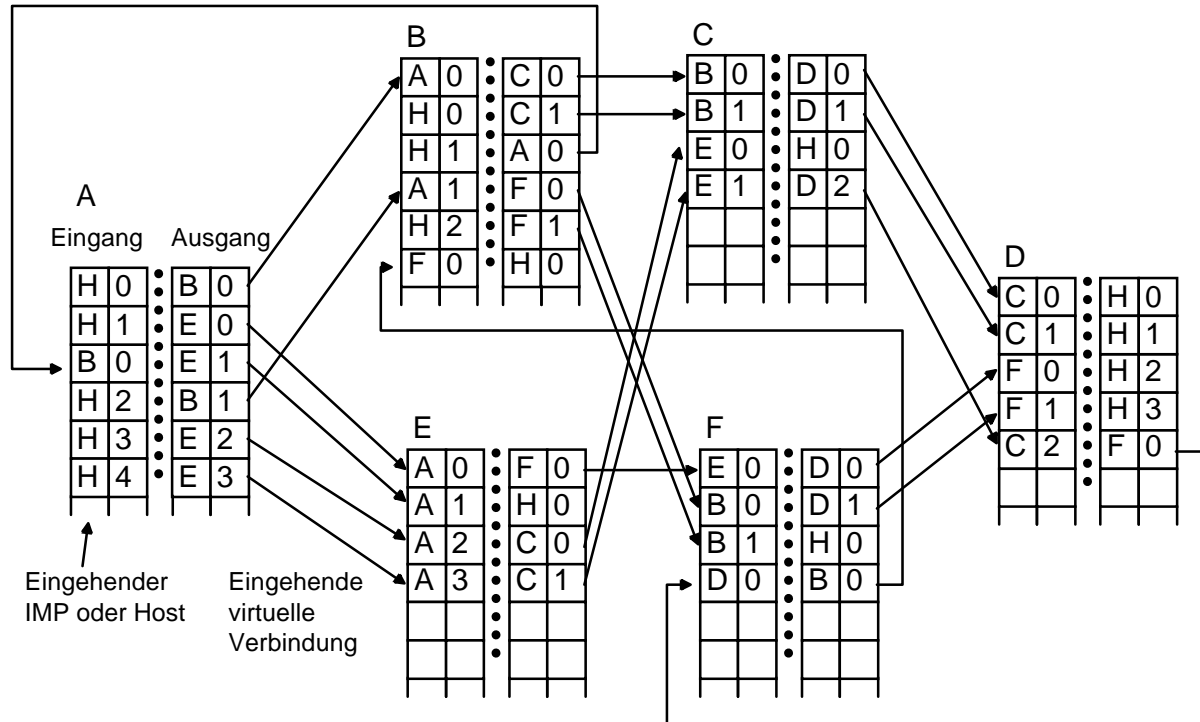 A
Eingang Ausgang
H 0 B 0
H 1 E 0
B 0 E 1
H 2 B 1
H 3 E 2
H 4 E 3
Eingehender
IMP oder Host
Eingehende
virtuelle
Verbindung
B
A 0 C 0
H 0 C 1
H 1 A 0
A 1 F 0
H 2 F 1
F 0 H 0
C
B 0 D 0
B 1 D 1
E 0 H 0
E 1 D 2
D
C 0 H 0
C 1 H 1
F 0 H 2
F 1 H 3
C 2 F 0
E
A 0 F 0
A 1 H 0
A 2 C 0
A 3 C 1
F
E 0 D 0
B 0 D 1
B 1 H 0
D 0 B 0